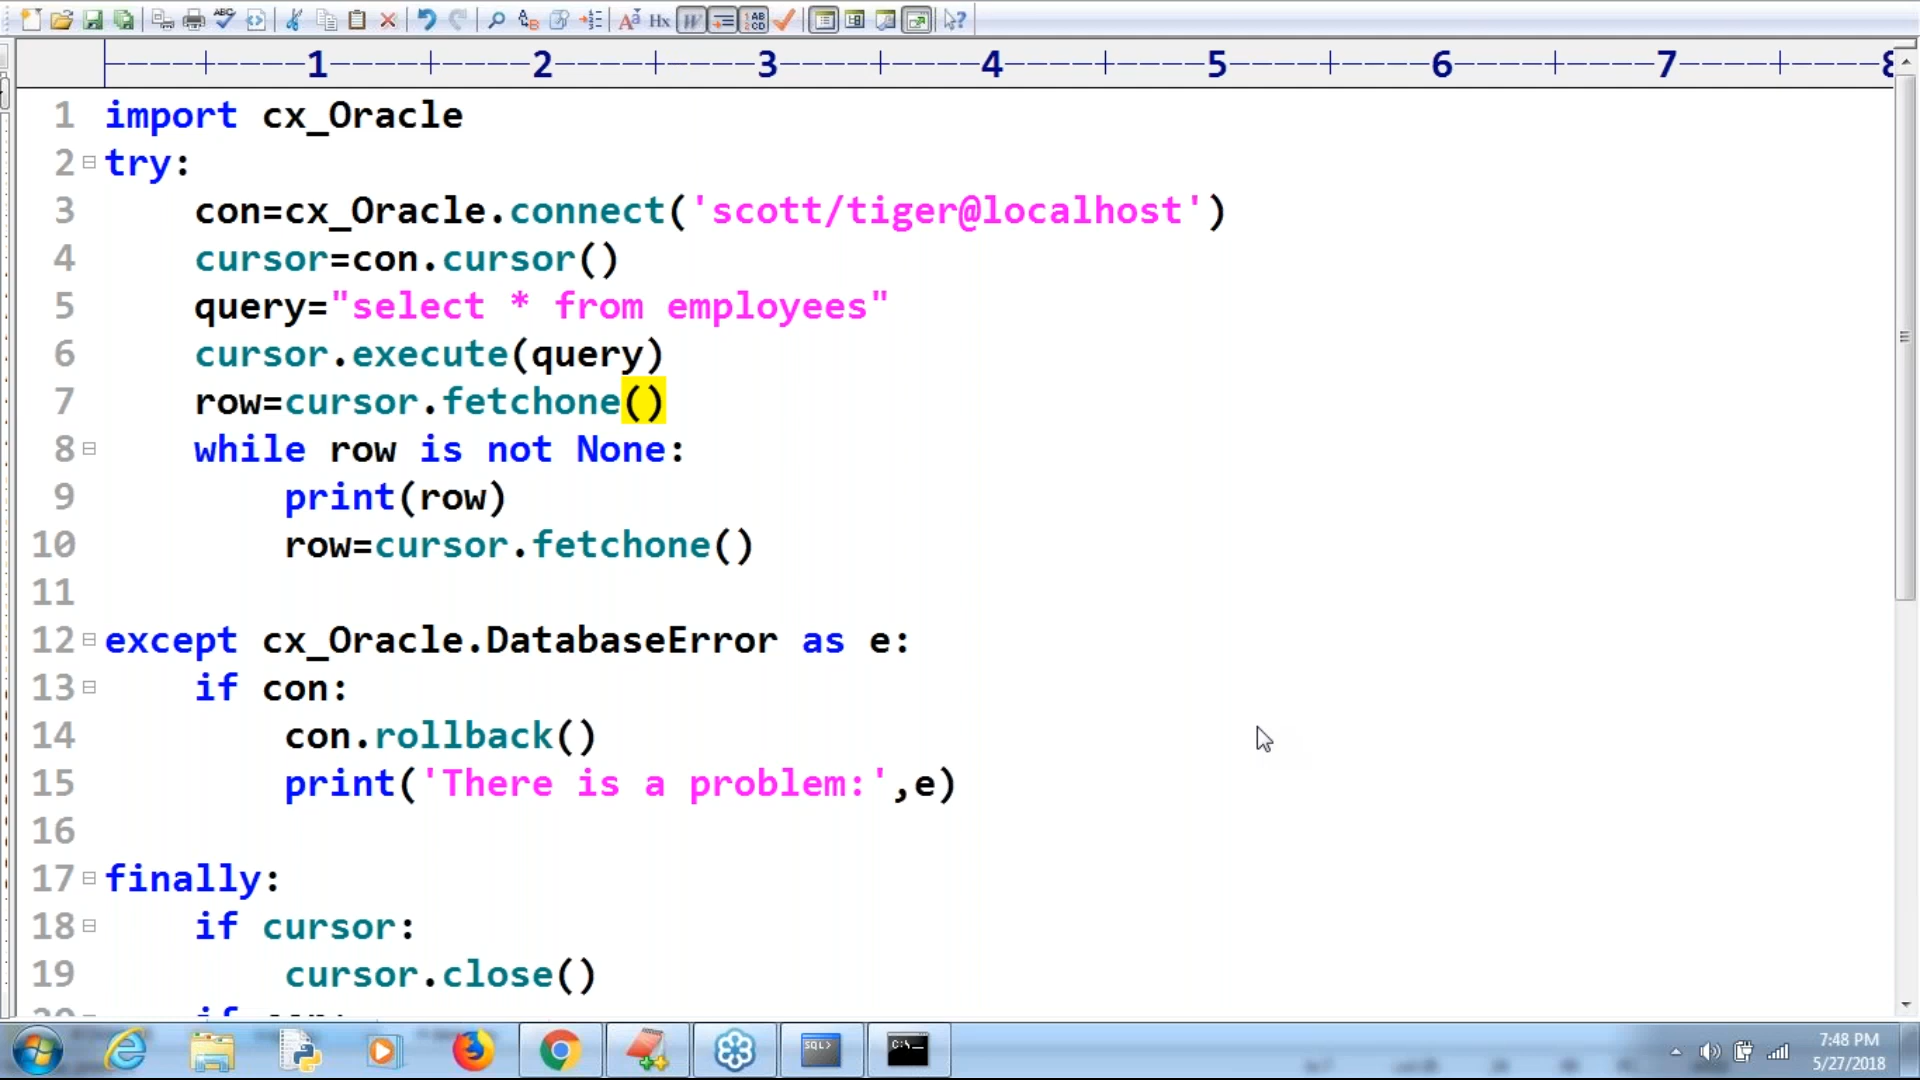 1 2 3 4 5 6 7 8
1 import cx_Oracle
2 try:
3     con=cx_Oracle.connect('scott/tiger@localhost')
4     cursor=con.cursor()
5     query="select * from employees"
6     cursor.execute(query)
7     row=cursor.fetchone()
8     while row is not None:
9         print(row)
10         row=cursor.fetchone()
11
12 except cx_Oracle.DatabaseError as e:
13     if con:
14         con.rollback()
15         print('There is a problem:',e)
16
17 finally:
18     if cursor:
19         cursor.close()
7:48 PM
5/27/2018